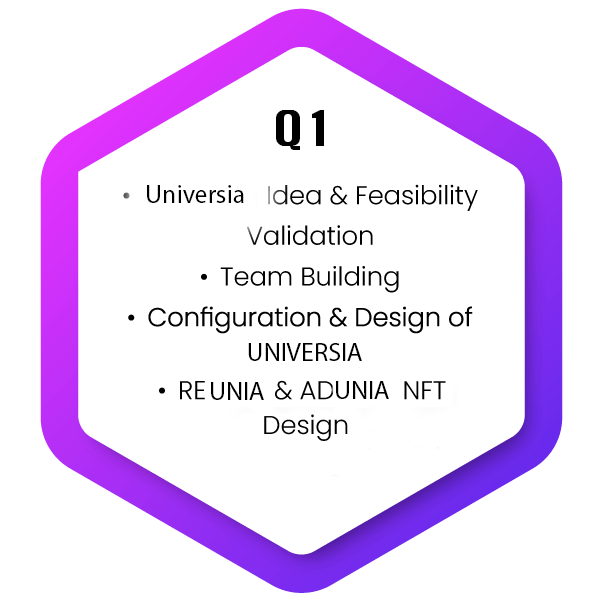 Q1
• Universia Idea & Feasibility
Validation
• Team Building
• Configuration & Design of
UNIVERSIA
• REUNIA & ADUNIA NFT
Design